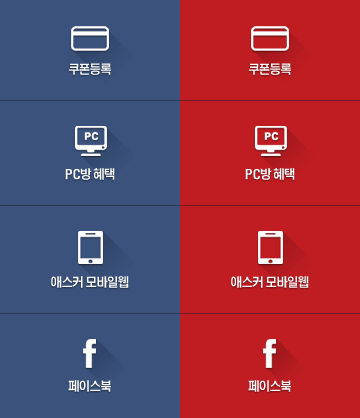 쿠폰등록 쿠폰등록
PC PC
PC방 혜택 PC방 혜택
애스커 모바일웹 애스커 모바일웹
f f
페이스북 페이스북